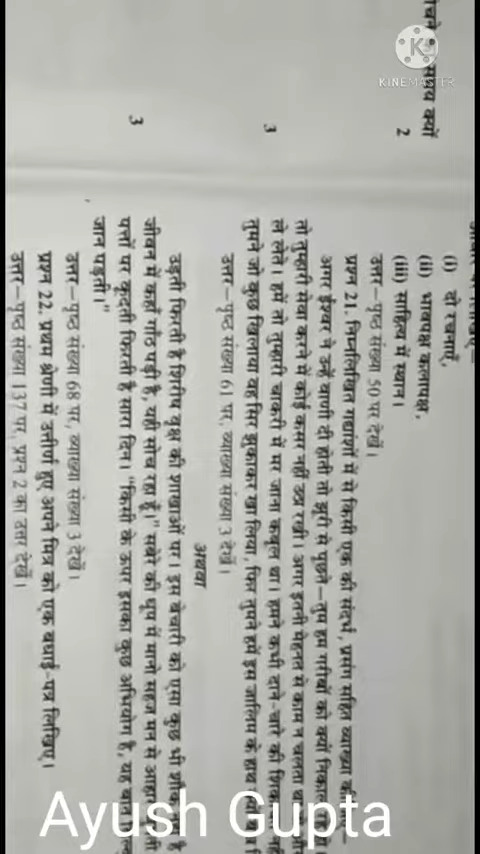 चने
समय क्यों
2
KINEMASTER
(i) दो रचनाएँ,
(ii) भावपक्ष कलापक्ष,
(iii) साहित्य में स्थान।
उत्तर—पृष्ठ संख्या 50 पर देखें।
प्रश्न 21. निम्नलिखित गद्यांशों में से किसी एक की संदर्भ, प्रसंग सहित व्याख्या
3
अगर ईश्वर ने उन्हें वाणी दी होती तो झूरी से पूछते—तुम हम गरीबों को क्यों निकाल
तो तुम्हारी सेवा करने में कोई कसर नहीं उठा रखी। अगर इतनी मेहनत से काम न चलता था
ले लेते। हमें तो तुम्हारी चाकरी में मर जाना कबूल था। हमने कभी दाने-चारे की
तुमने जो कुछ खिलाया वह सिर झुकाकर खा लिया, फिर तुमने हमें इस जालिम के हाथ
उत्तर—पृष्ठ संख्या 61 पर, व्याख्या संख्या 3 देखें।
अथवा
उड़ती फिरती है शिरीष वृक्ष की शाखाओं पर। इस बेचारी को ऐसा कुछ भी शौक
जीवन में कहाँ गाँठ पड़ी है, यही सोच रहा हूँ।" सबेरे की धूप में मानो सहज मन से आहार
पत्तों पर कूदती फिरती है सारा दिन। "किसी के ऊपर इसका कुछ अभियोग है, यह बात
जान पड़ती।"
3
उत्तर—पृष्ठ संख्या 68 पर, व्याख्या संख्या 3 देखें।
प्रश्न 22. प्रथम श्रेणी में उत्तीर्ण हुए अपने मित्र को एक बधाई-पत्र लिखिए।
उत्तर—पृष्ठ संख्या 137 पर, प्रश्न 2 का उत्तर देखें।
Ayush Gupta